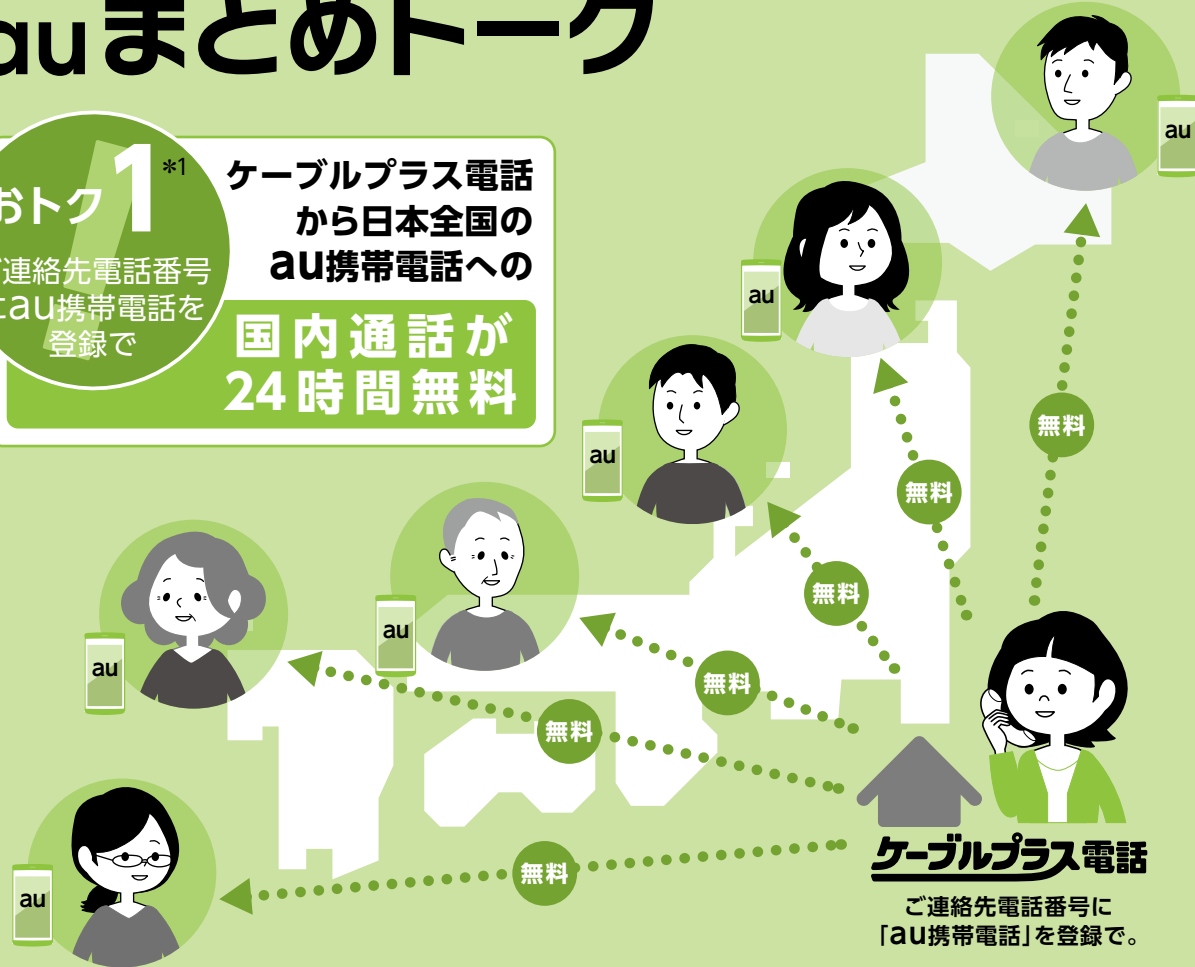 auまとめトーク
おトク1*1
ご連絡先電話番号
にau携帯電話を
登録で
ケーブルプラス電話
から日本全国の
au携帯電話への
国内通話が
24時間無料
au
au
au
au
au
au
無料
無料
無料
無料
無料
無料
ケーブルプラス電話
ご連絡先電話番号に
「au携帯電話」を登録で。